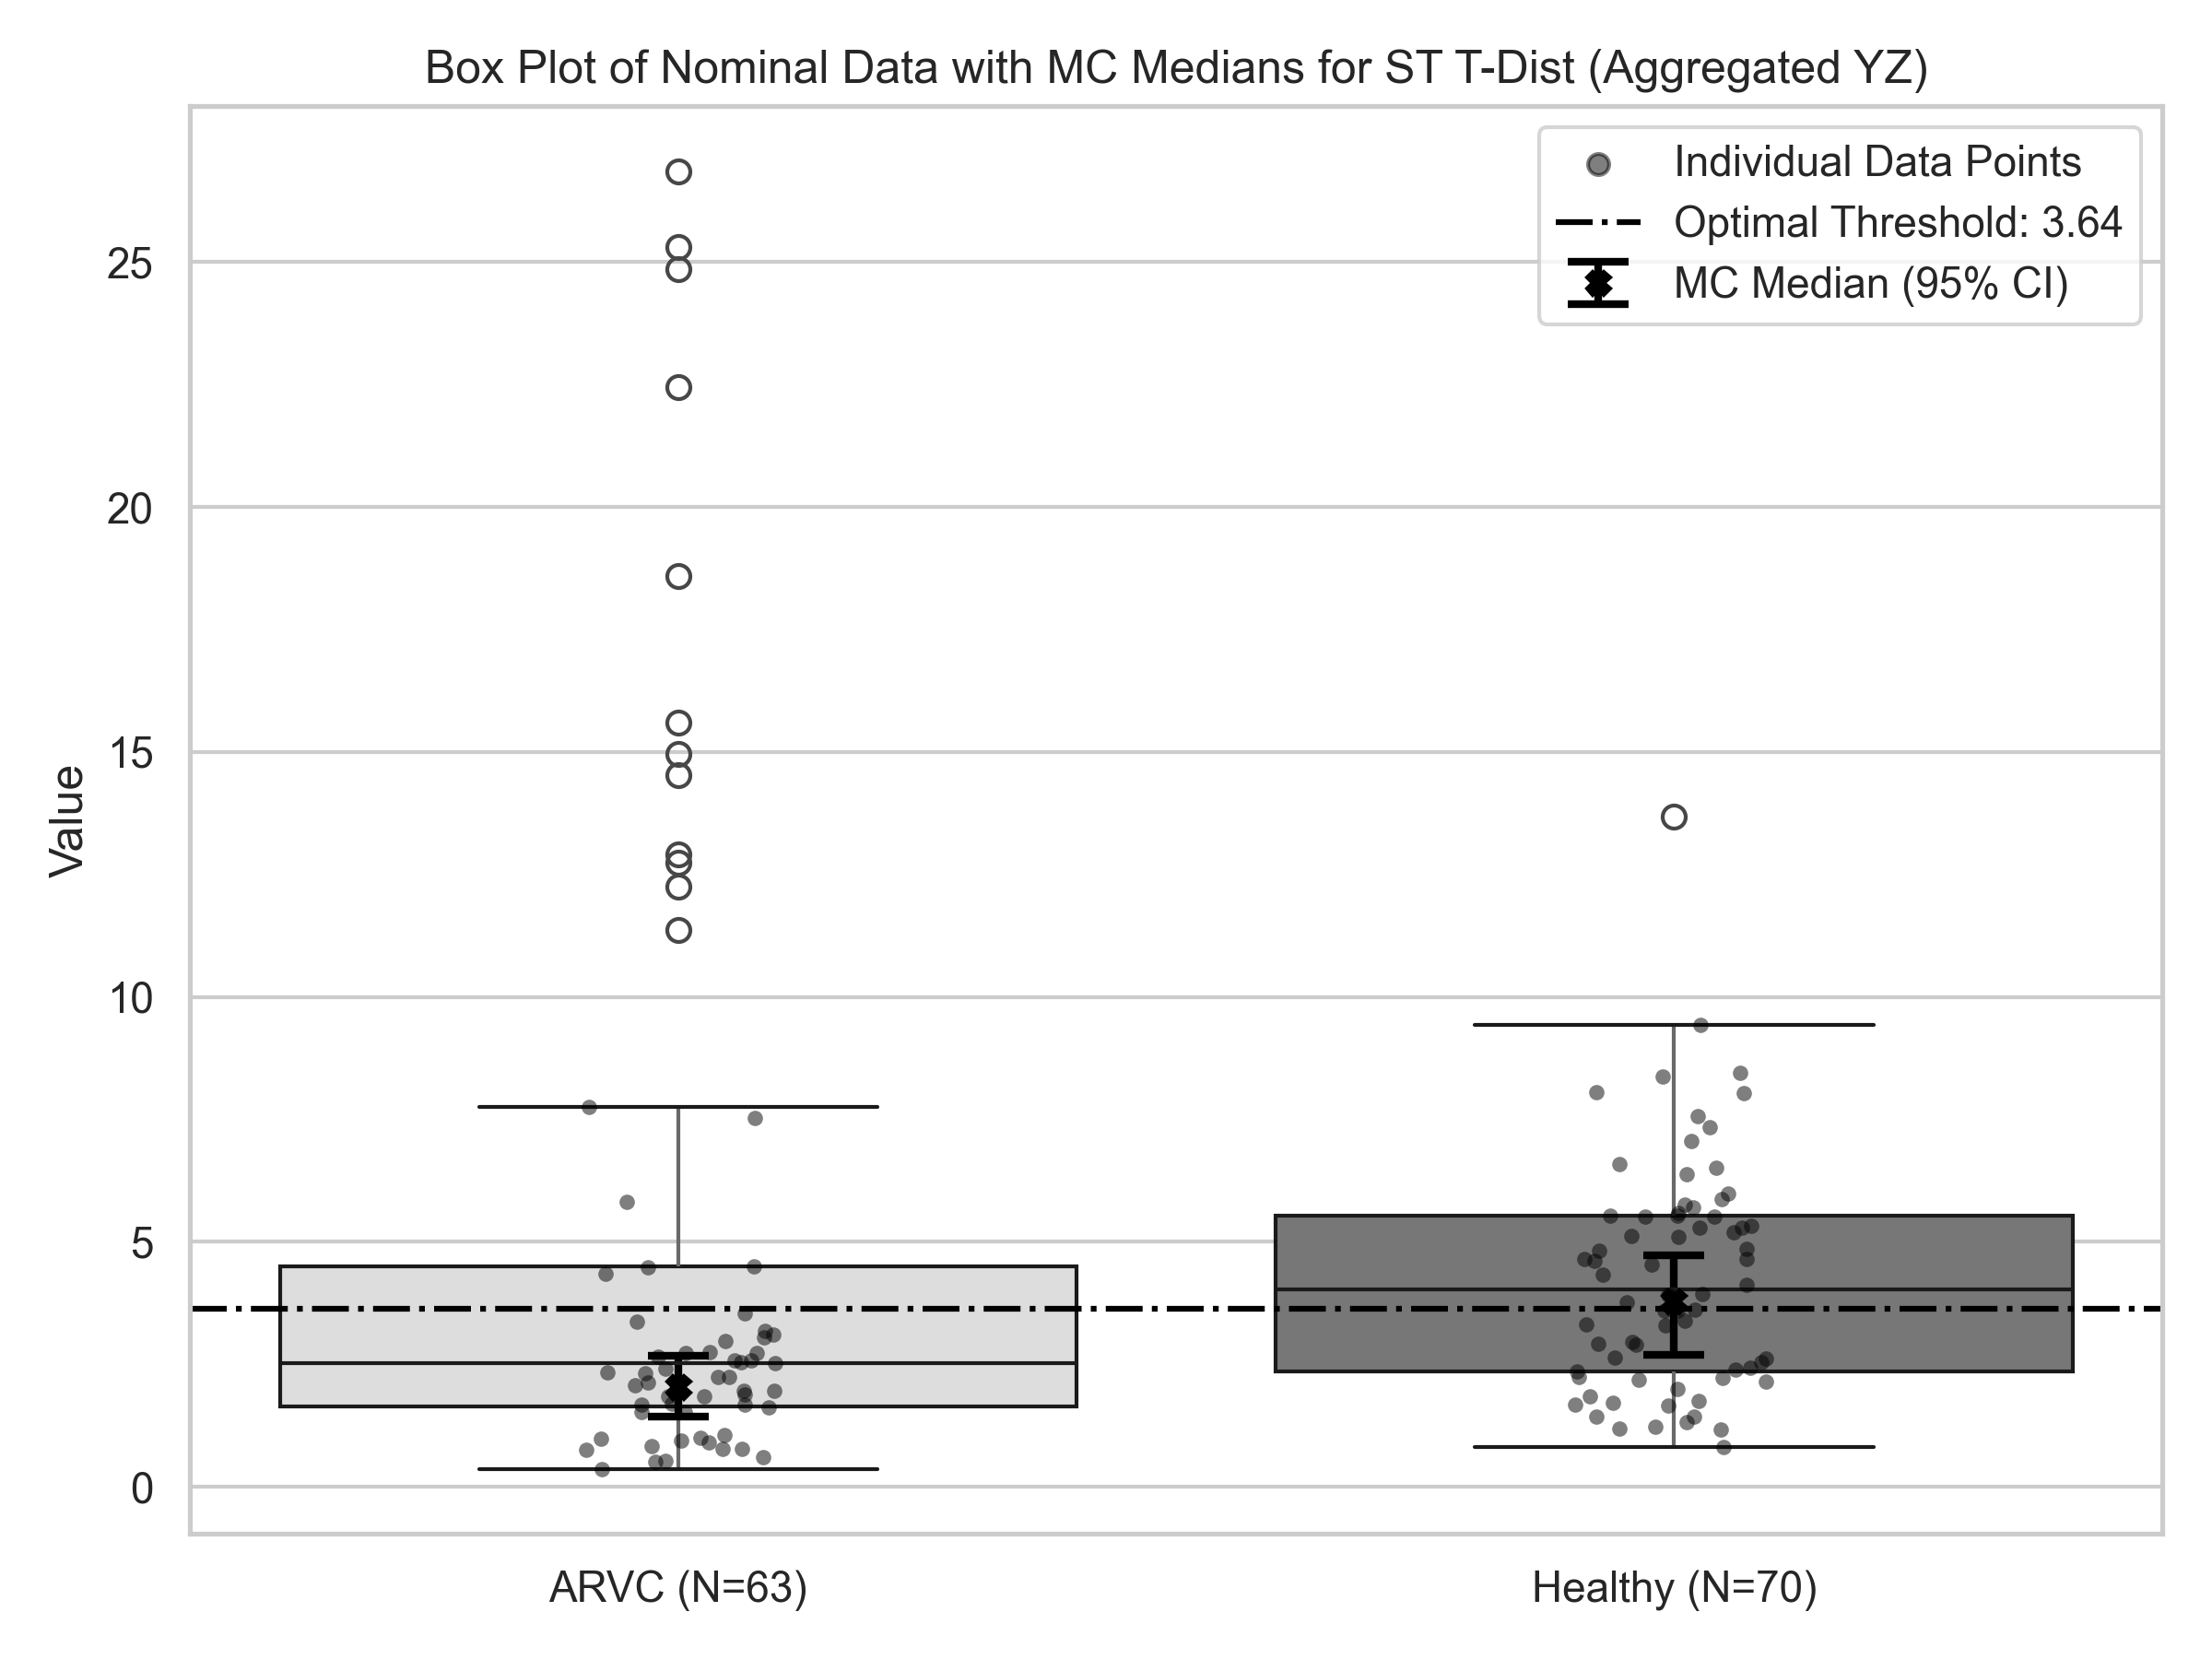 Box Plot of Nominal Data with MC Medians for ST T-Dist (Aggregated YZ)
Individual Data Points
Optimal Threshold: 3.64
MC Median (95% CI)
Value
25
20
15
10
5
0
ARVC (N=63)
Healthy (N=70)